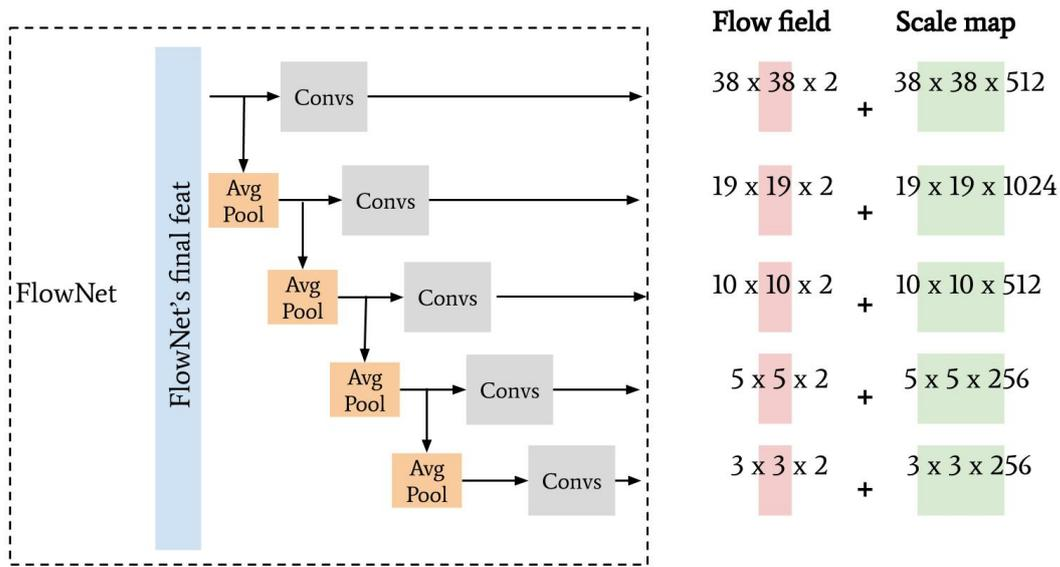 Flow field Scale map
Convs
38 x 38 x 2 + 38 x 38 x 512
Avg
Pool
Convs
19 x 19 x 2 + 19 x 19 x 1024
FlowNet
FlowNet's final feat
Avg
Pool
Convs
10 x 10 x 2 + 10 x 10 x 512
Avg
Pool
Convs
5 x 5 x 2 + 5 x 5 x 256
Avg
Pool
Convs
3 x 3 x 2 + 3 x 3 x 256